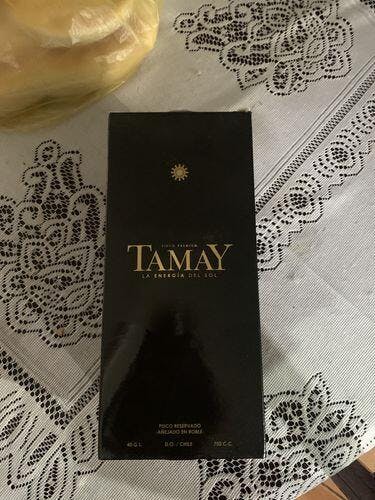 PISCO PREMIUM
TAMAY
LA ENERGÍA DEL SOL
PISCO RESERVADO
AÑEJADO EN ROBLE
40 G.L. D.O. / CHILE 750 C.C.